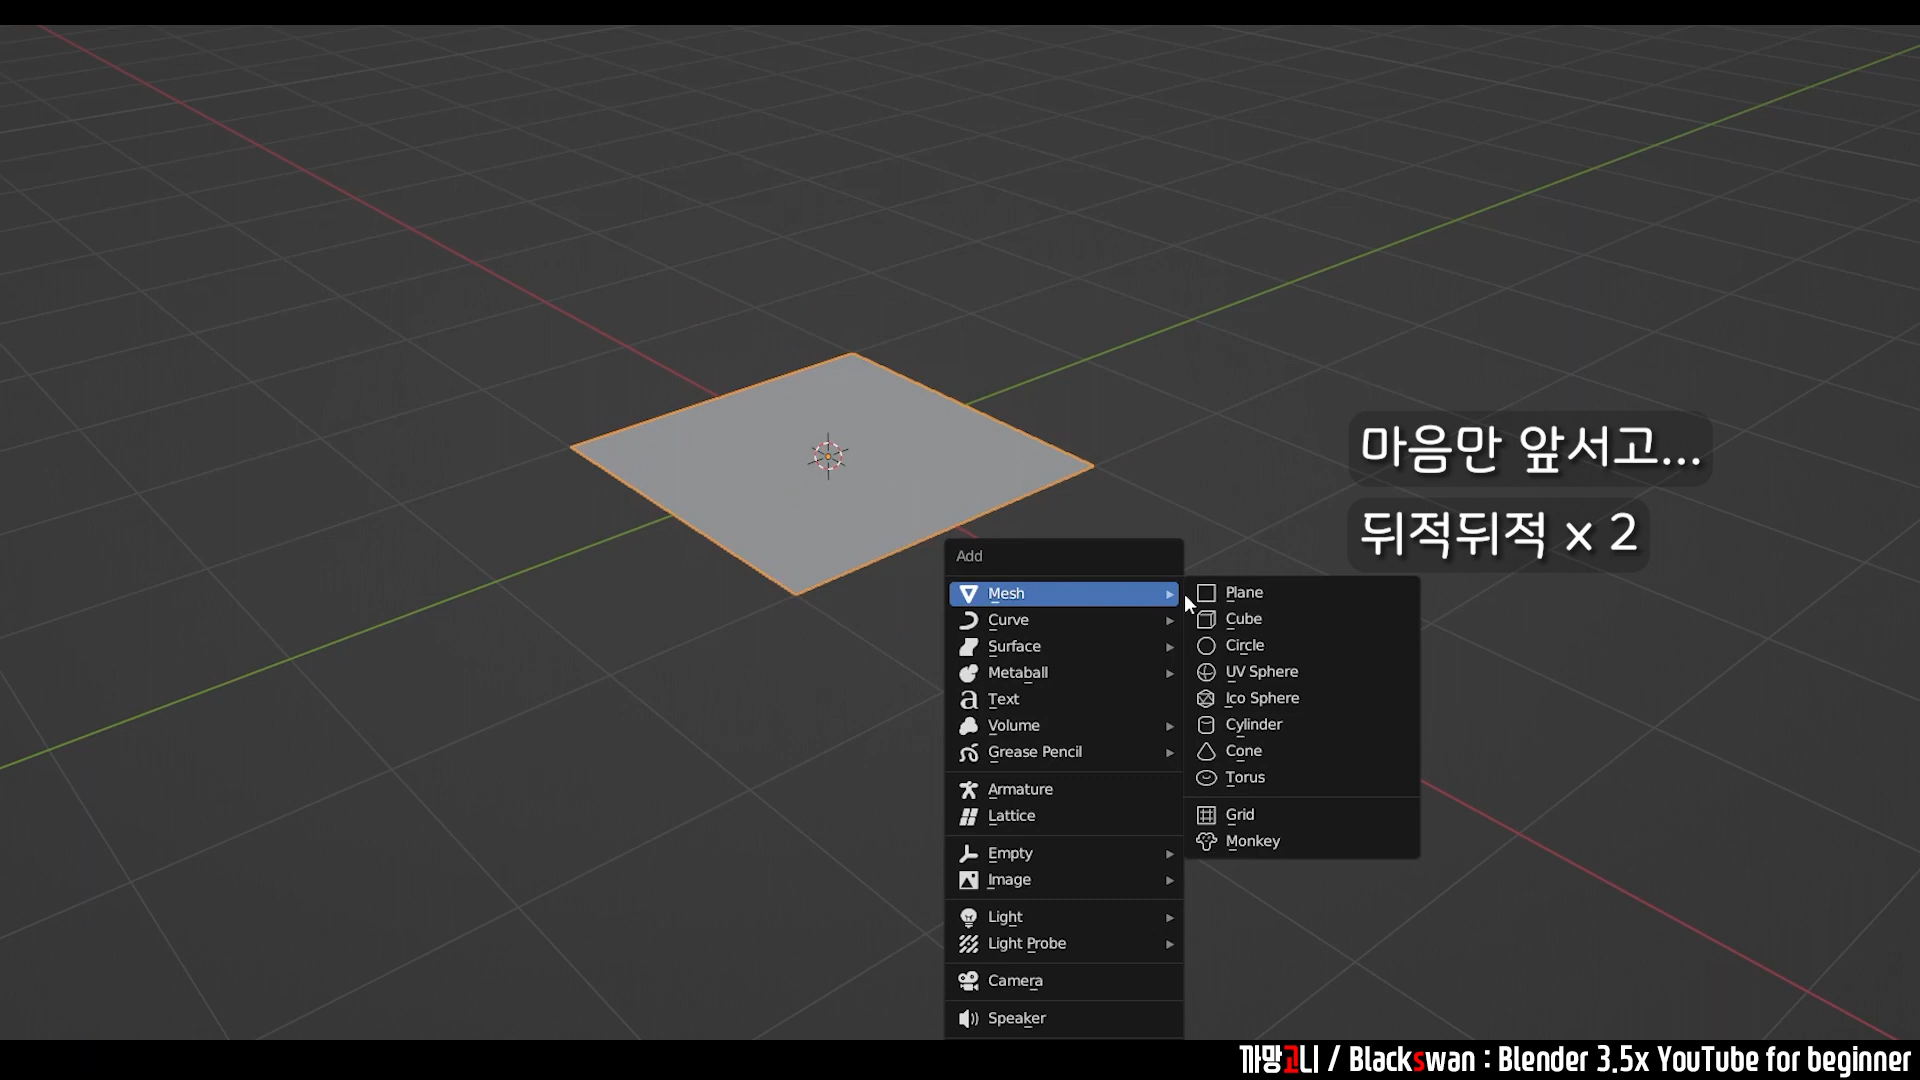 마음만 앞서고...
뒤적뒤적 x 2
Add
Mesh
Curve
Surface
Metaball
Text
Volume
Grease Pencil
Armature
Lattice
Empty
Image
Light
Light Probe
Camera
Speaker
Plane
Cube
Circle
UV Sphere
Ico Sphere
Cylinder
Cone
Torus
Grid
Monkey
까망고니 / Blackswan : Blender 3.5x YouTube for beginner